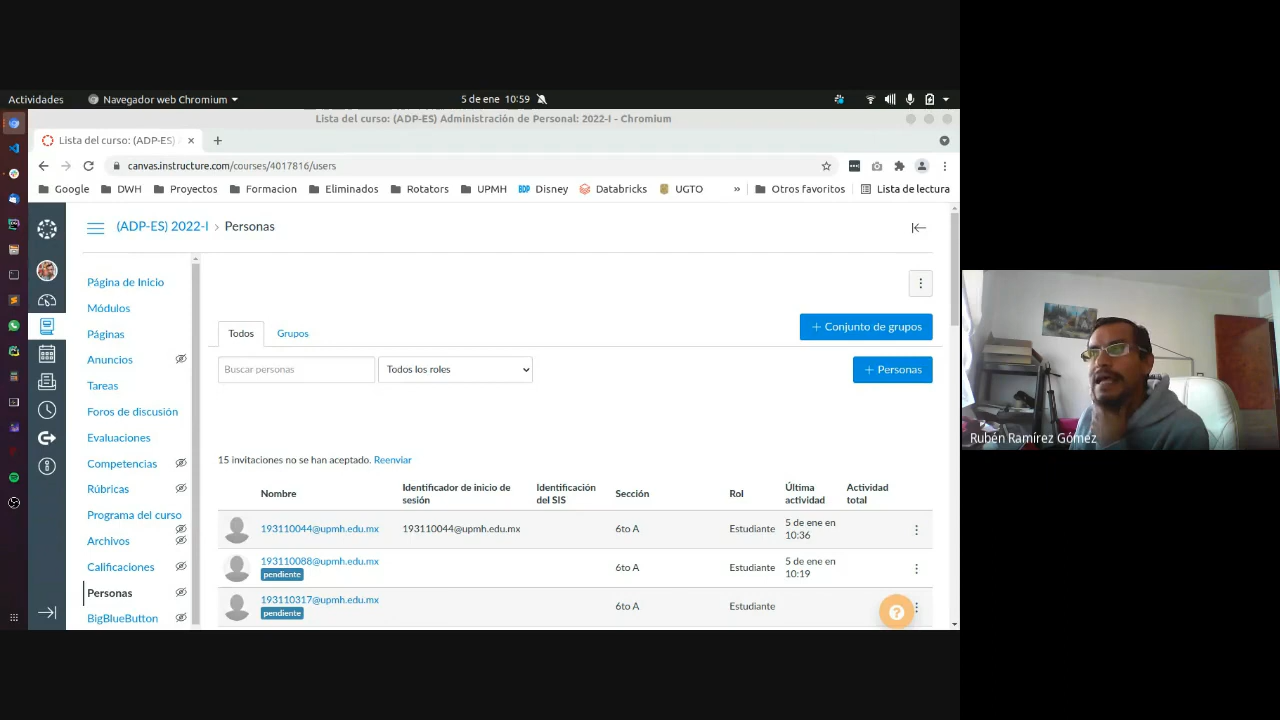 Actividades
Navegador web Chromium
5 de ene 10:59
Lista del curso: (ADP-ES) Administración de Personal: 2022-I - Chromium
Lista del curso: (ADP-ES)
canvas.instructure.com/courses/4017816/users
Google DWH Proyectos Formacion Eliminados Rotators UPMH BDP Disney Databricks UGTO » Otros favoritos Lista de lectura
(ADP-ES) 2022-I › Personas
Página de Inicio
Módulos
Páginas
Anuncios
Tareas
Foros de discusión
Evaluaciones
Competencias
Rúbricas
Programa del curso
Archivos
Calificaciones
Personas
BigBlueButton
Todos Grupos
+ Conjunto de grupos
Buscar personas
Todos los roles
+ Personas
15 invitaciones no se han aceptado. Reenviar
Nombre
Identificador de inicio de
sesión
Identificación
del SIS
Sección
Rol
Última
actividad
Actividad
total
193110044@upmh.edu.mx 193110044@upmh.edu.mx 6to A Estudiante 5 de ene en
10:36
193110088@upmh.edu.mx
pendiente
6to A Estudiante 5 de ene en
10:19
193110317@upmh.edu.mx
pendiente
6to A Estudiante
?
Rubén Ramírez Gómez